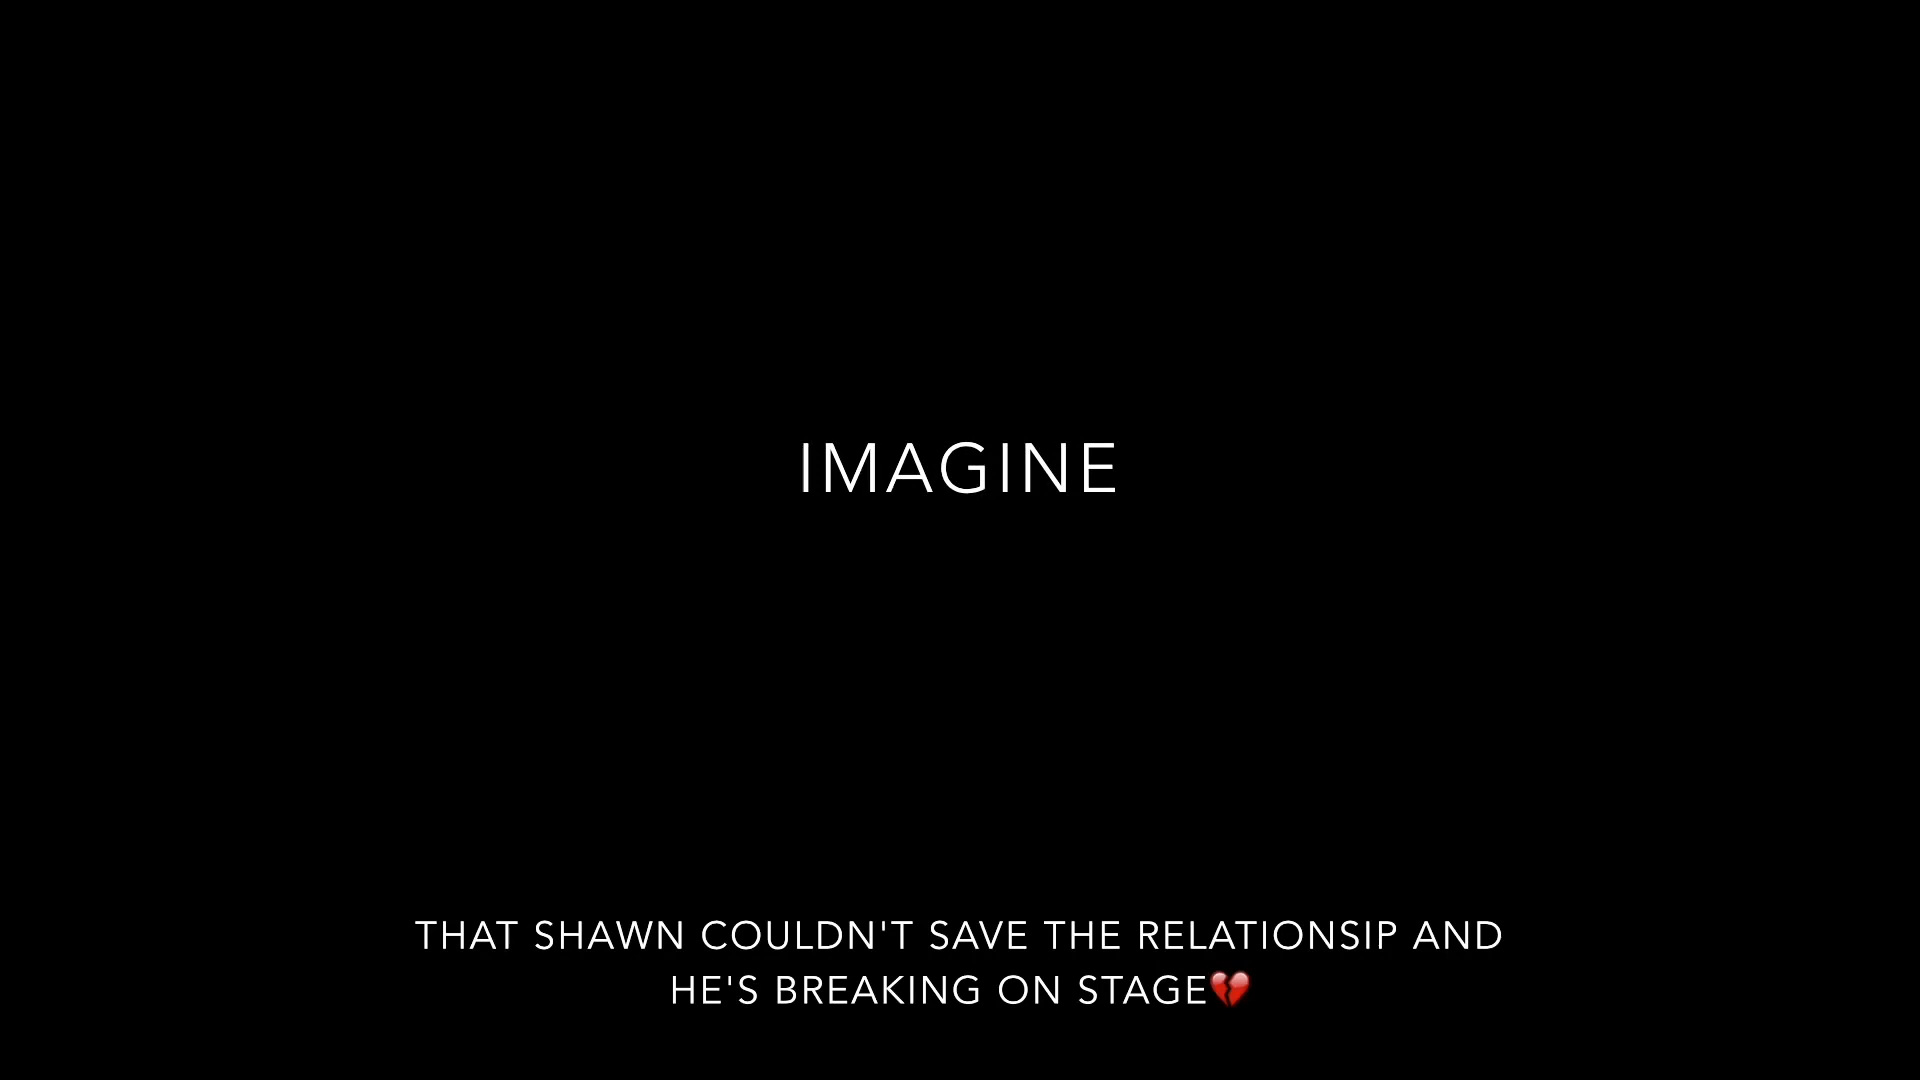 IMAGINE
THAT SHAWN COULDN'T SAVE THE RELATIONSIP AND
HE'S BREAKING ON STAGE💔